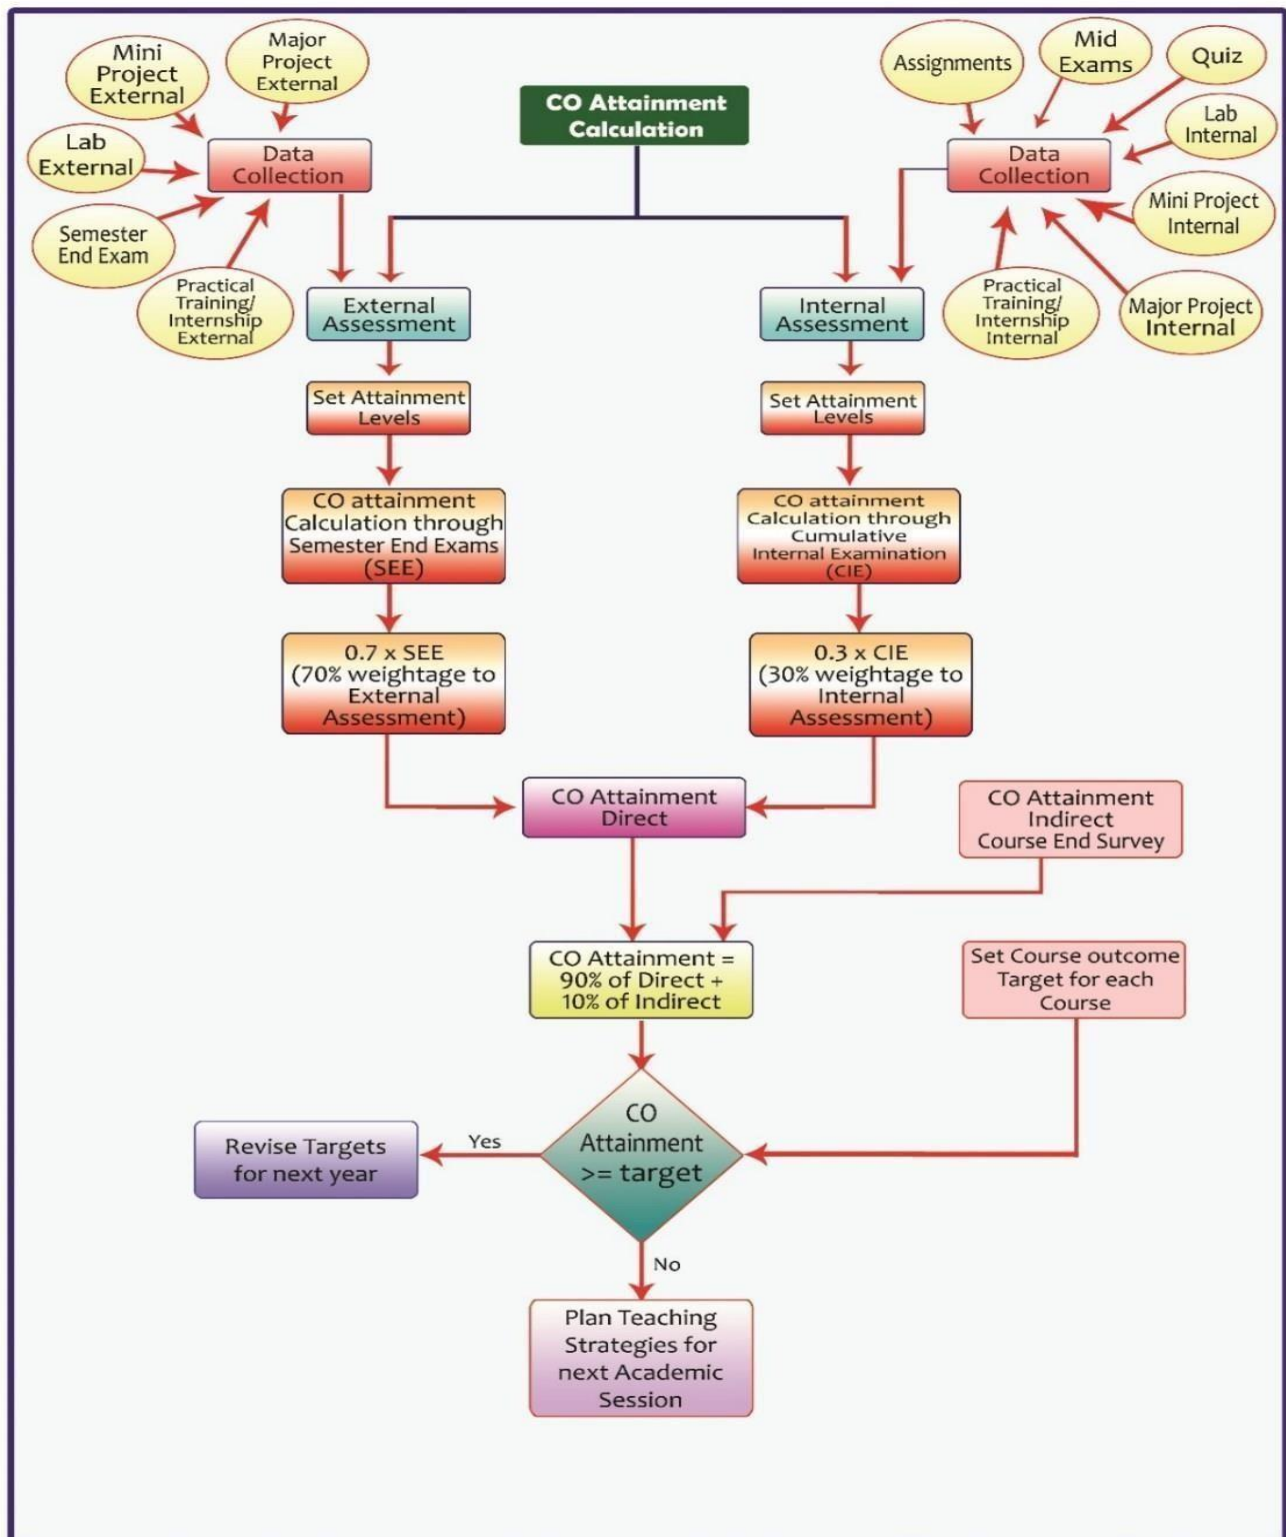 Mini
Project
External
Major
Project
External
Lab
External
Data
Collection
Semester
End Exam
Practical
Training/
Internship
External
CO Attainment
Calculation
Assignments
Mid
Exams
Quiz
Lab
Internal
Data
Collection
Mini Project
Internal
Practical
Training/
Internship
Internal
Major Project
Internal
External
Assessment
Internal
Assessment
Set Attainment
Levels
Set Attainment
Levels
CO attainment
Calculation through
Semester End Exams
(SEE)
CO attainment
Calculation through
Cumulative
Internal Examination
(CIE)
0.7 x SEE
(70% weightage to
External
Assessment)
0.3 x CIE
(30% weightage to
Internal
Assessment)
CO Attainment
Direct
CO Attainment
Indirect
Course End Survey
CO Attainment =
90% of Direct +
10% of Indirect
Set Course outcome
Target for each
Course
CO
Attainment
>= target
Yes
Revise Targets
for next year
No
Plan Teaching
Strategies for
next Academic
Session